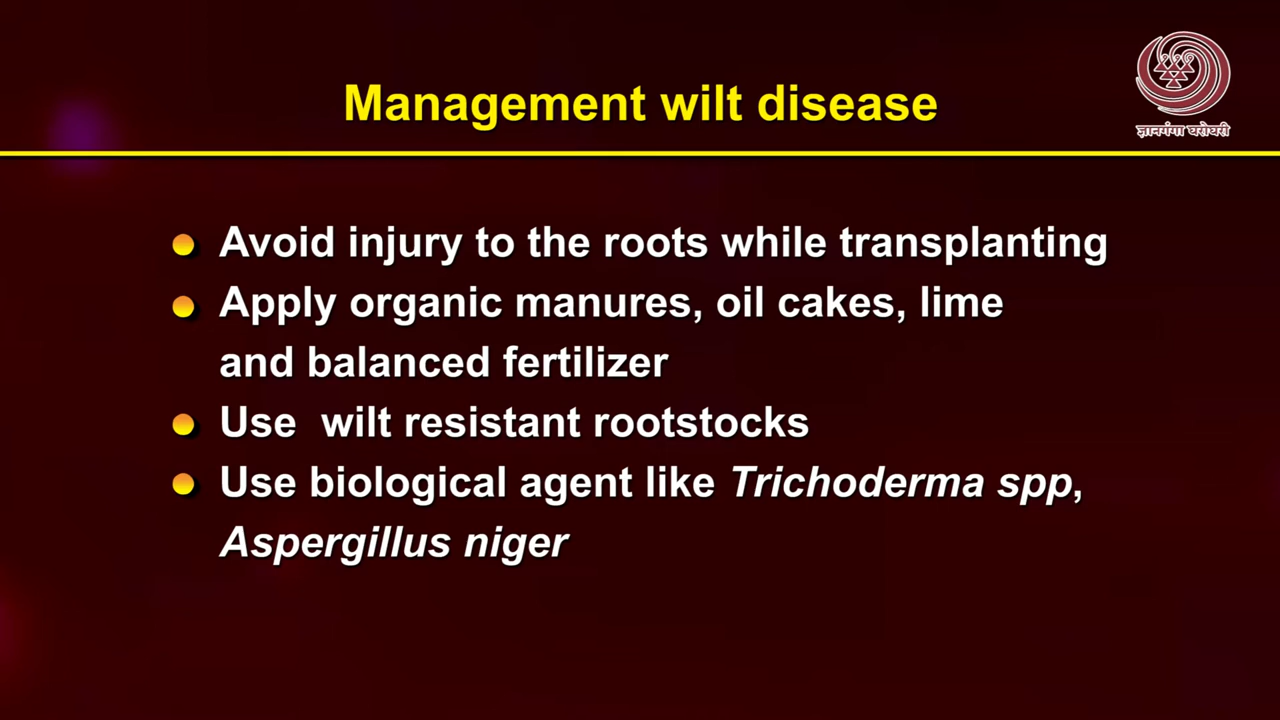 Management wilt disease
ज्ञानगंगा घरोघरी
Avoid injury to the roots while transplanting
Apply organic manures, oil cakes, lime
and balanced fertilizer
Use wilt resistant rootstocks
Use biological agent like Trichoderma spp,
Aspergillus niger